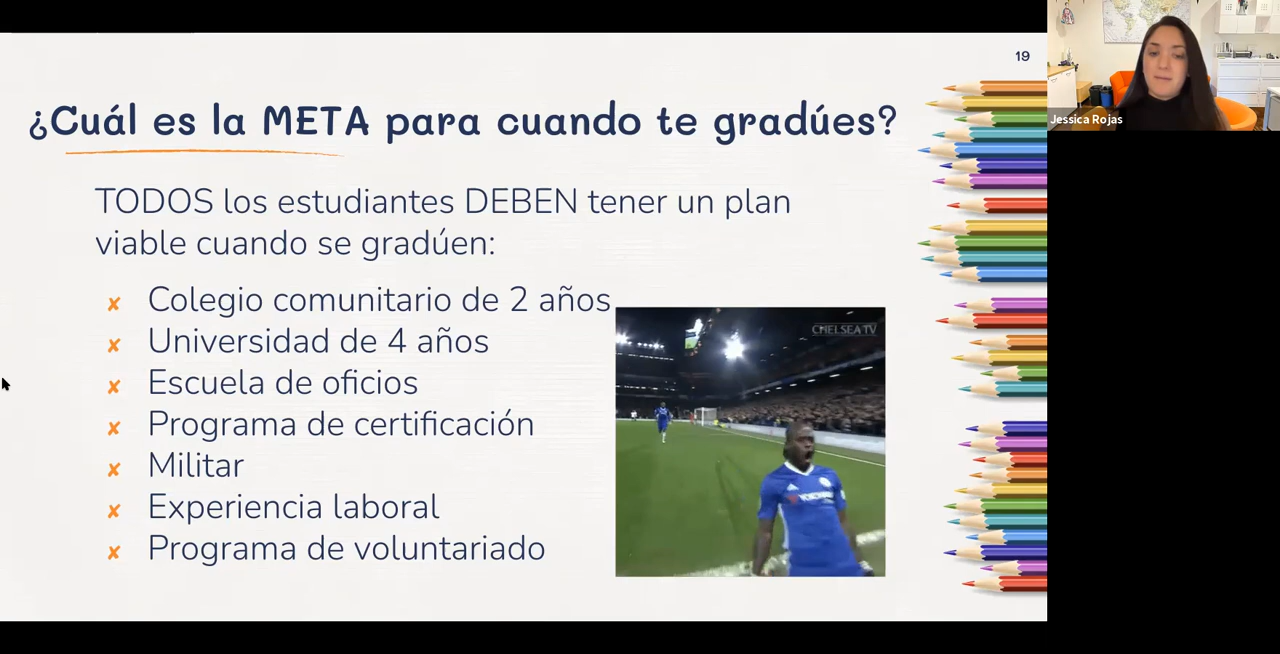 19
¿Cuál es la META para cuando te gradúes?
TODOS los estudiantes DEBEN tener un plan
viable cuando se gradúen:
Colegio comunitario de 2 años
Universidad de 4 años
Escuela de oficios
Programa de certificación
Militar
Experiencia laboral
Programa de voluntariado
CHELSEA TV
Jessica Rojas